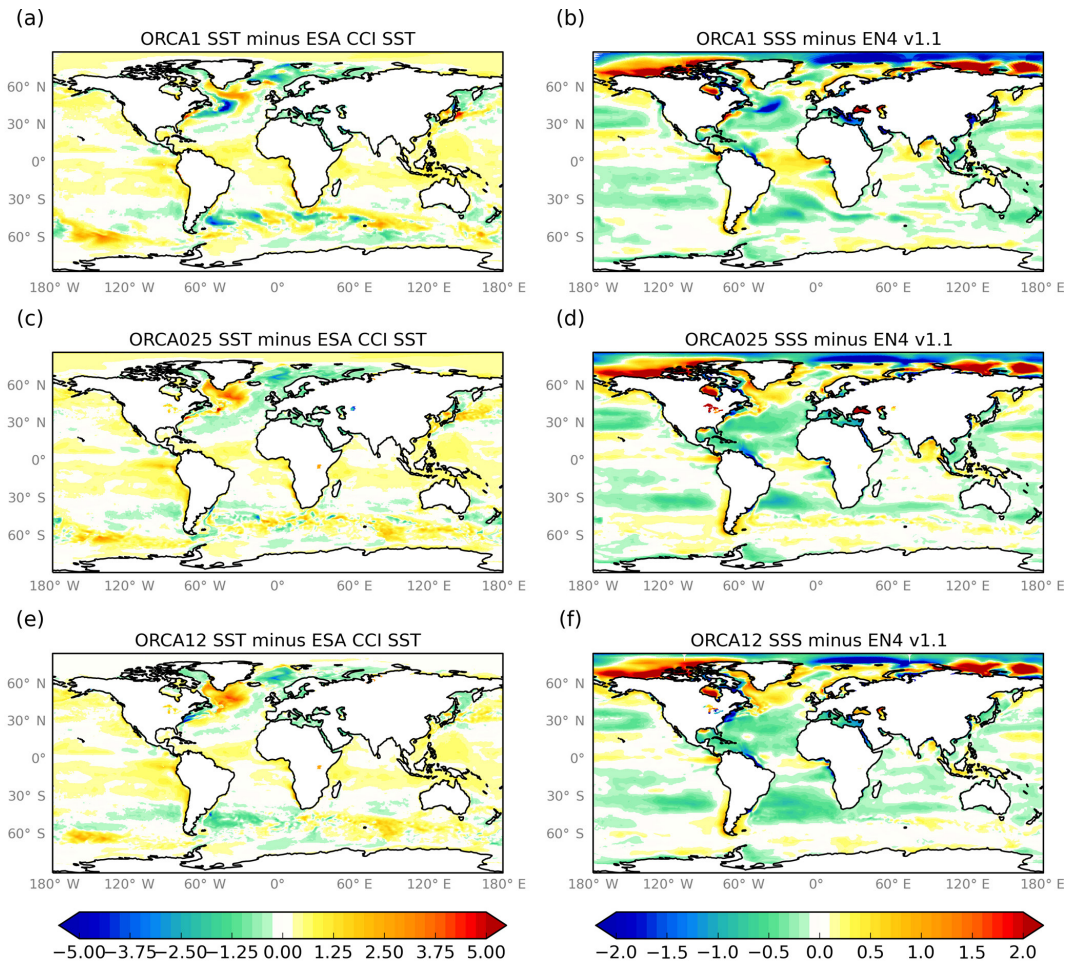 (a) (b)
ORCA1 SST minus ESA CCI SST ORCA1 SSS minus EN4 v1.1
60° N 60° N
30° N 30° N
0° 0°
30° S 30° S
60° S 60° S
180° W 120° W 60° W 0° 60° E 120° E 180° E 180° W 120° W 60° W 0° 60° E 120° E 180° E
(c) (d)
ORCA025 SST minus ESA CCI SST ORCA025 SSS minus EN4 v1.1
60° N 60° N
30° N 30° N
0° 0°
30° S 30° S
60° S 60° S
180° W 120° W 60° W 0° 60° E 120° E 180° E 180° W 120° W 60° W 0° 60° E 120° E 180° E
(e) (f)
ORCA12 SST minus ESA CCI SST ORCA12 SSS minus EN4 v1.1
60° N 60° N
30° N 30° N
0° 0°
30° S 30° S
60° S 60° S
180° W 120° W 60° W 0° 60° E 120° E 180° E 180° W 120° W 60° W 0° 60° E 120° E 180° E
−5.00 −3.75 −2.50 −1.25 0.00 1.25 2.50 3.75 5.00 −2.0 −1.5 −1.0 −0.5 0.0 0.5 1.0 1.5 2.0